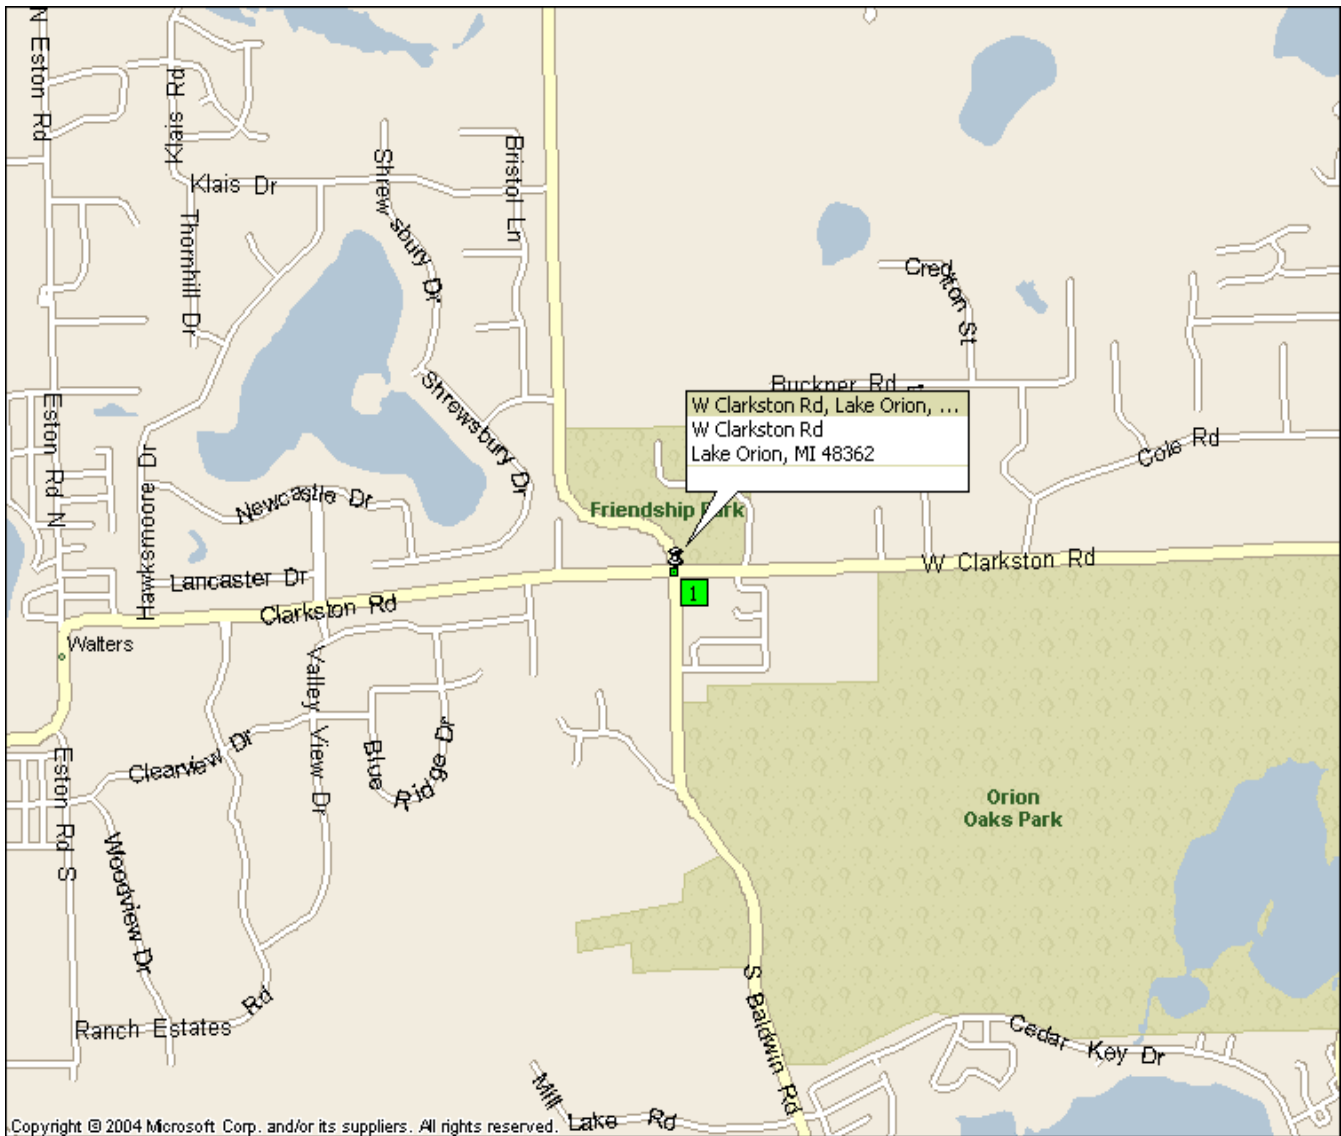 N Eston Rd
Klais Rd
Klais Dr
Thornhill Dr
Shrewsbury Dr
Bristol Ln
Credton St
Buckner Rd
W Clarkston Rd, Lake Orion, ...
W Clarkston Rd
Lake Orion, MI 48362
Shrewsbury Dr
Cole Rd
Eston Rd N
Hawksmoore Dr
Newcastle Dr
Friendship Park
Lancaster Dr
W Clarkston Rd
Clarkston Rd
1
Walters
Valley View Dr
Clearview Dr
Blue Ridge Dr
Eston Rd S
Woodview Dr
Orion
Oaks Park
Ranch Estates Rd
S Baldwin Rd
Cedar Key Dr
Mill Lake Rd
Copyright © 2004 Microsoft Corp. and/or its suppliers. All rights reserved.